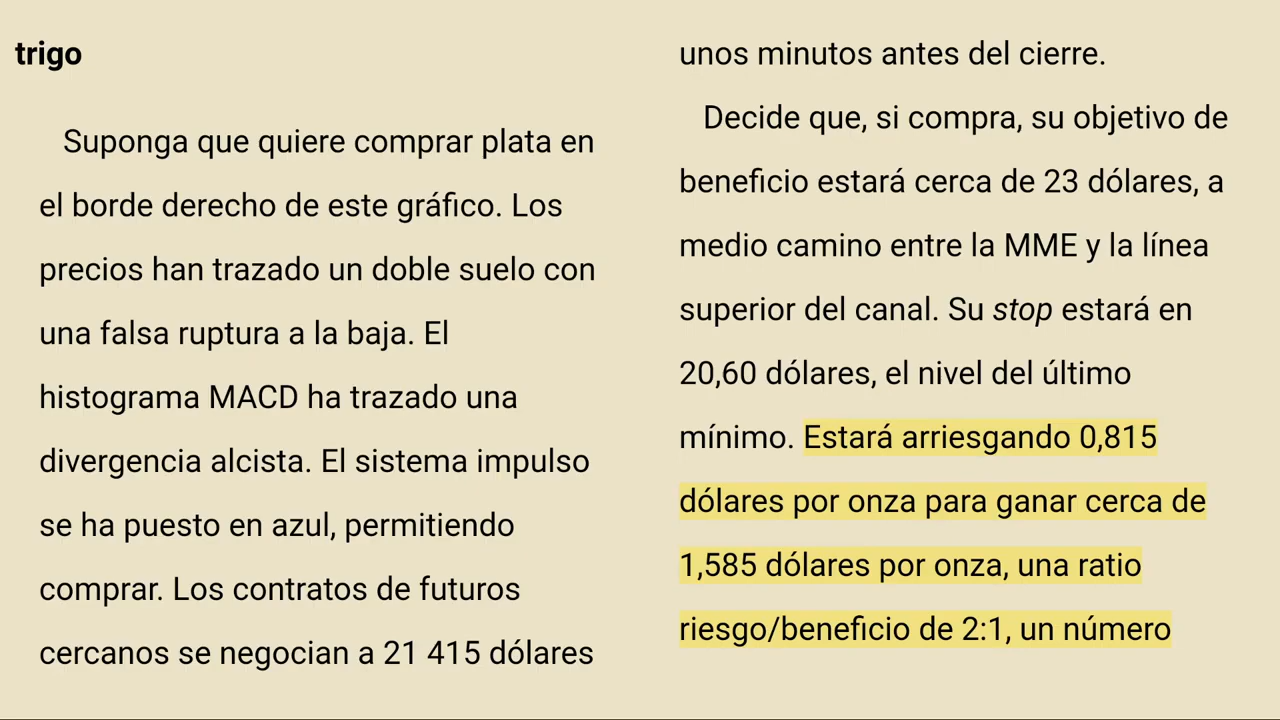 trigo
Suponga que quiere comprar plata en
el borde derecho de este gráfico. Los
precios han trazado un doble suelo con
una falsa ruptura a la baja. El
histograma MACD ha trazado una
divergencia alcista. El sistema impulso
se ha puesto en azul, permitiendo
comprar. Los contratos de futuros
cercanos se negocian a 21 415 dólares
unos minutos antes del cierre.
Decide que, si compra, su objetivo de
beneficio estará cerca de 23 dólares, a
medio camino entre la MME y la línea
superior del canal. Su stop estará en
20,60 dólares, el nivel del último
mínimo. Estará arriesgando 0,815
dólares por onza para ganar cerca de
1,585 dólares por onza, una ratio
riesgo/beneficio de 2:1, un número